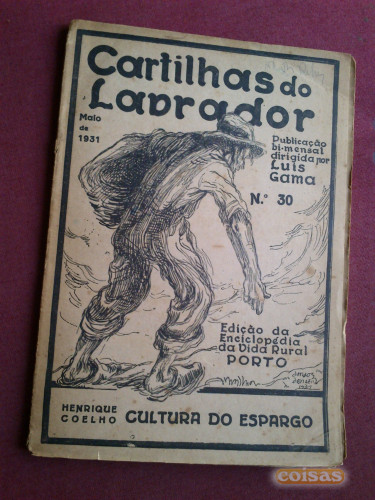 Cartilhas do
Lavrador
Maio
de
1931
Publicação
bi-mensal
dirigida por
Luís
Gama
N.º 30
Edição da
Enciclopédia
da Vida Rural
PORTO
HENRIQUE
COELHO
CULTURA DO ESPARGO
coisas